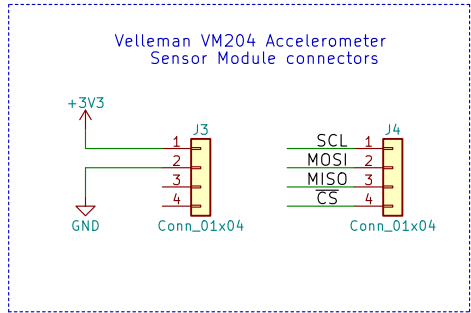 Velleman VM204 Accelerometer
Sensor Module connectors
+3V3
J3
1
2
3
4
GND
Conn_01x04
J4
SCL 1
MOSI 2
MISO 3
CS 4
Conn_01x04